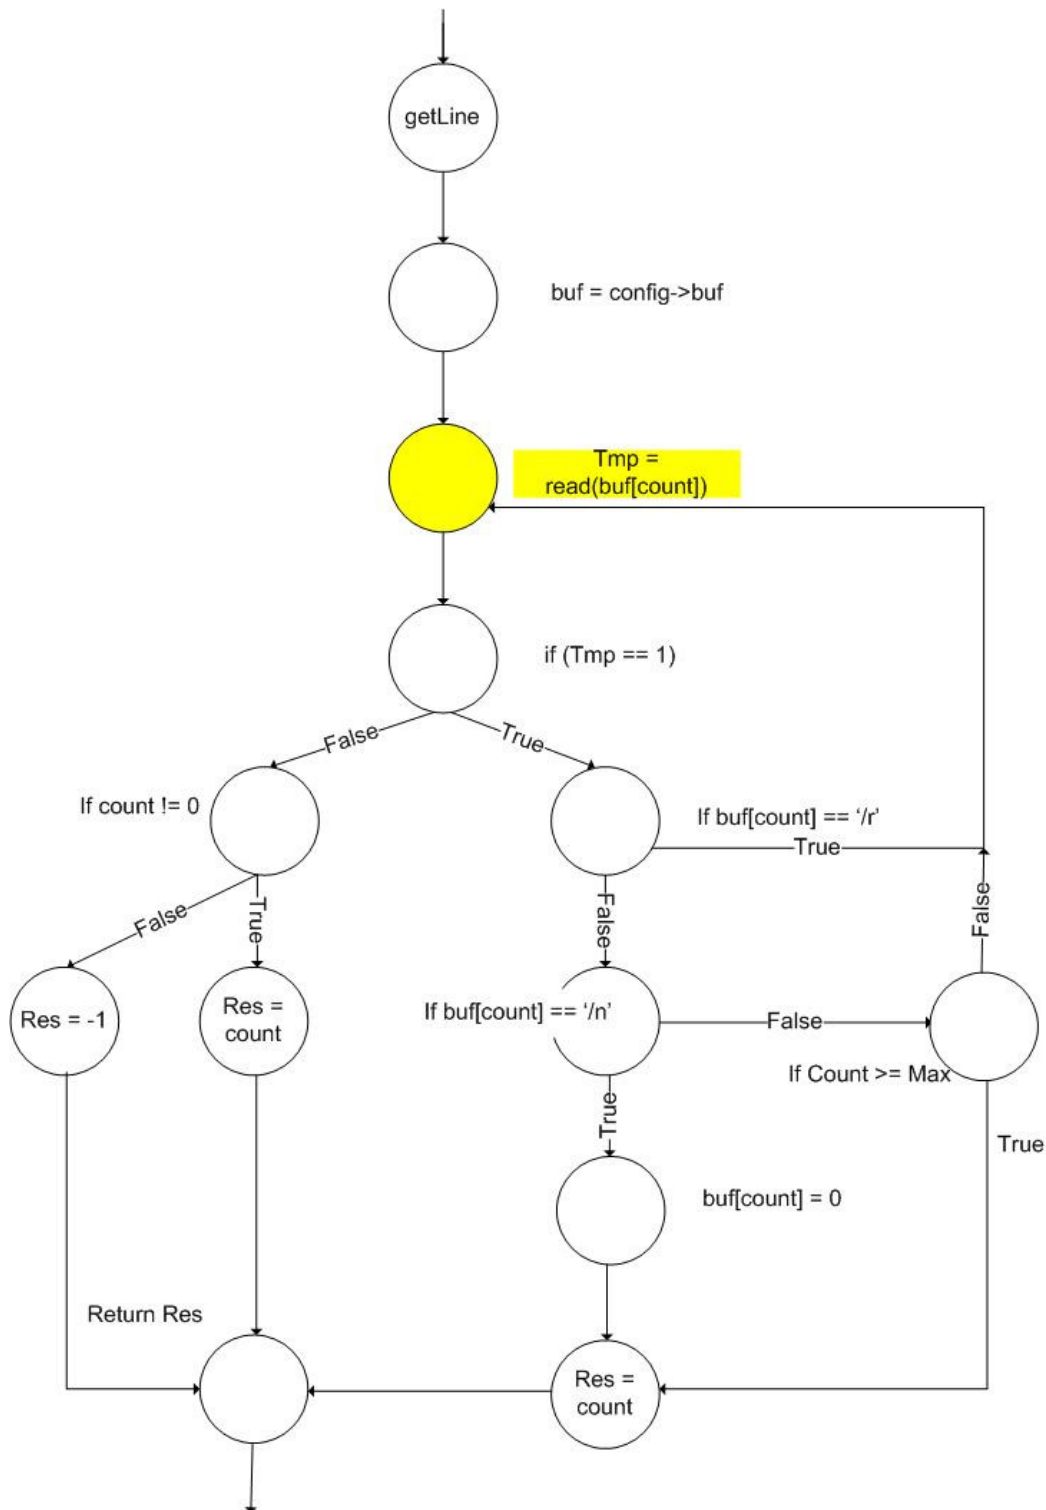 getLine
buf = config->buf
Tmp =
read(buf[count])
if (Tmp == 1)
False
True
If count != 0
If buf[count] == ‘/r’
True
False
True
False
False
Res = -1
Res =
count
If buf[count] == ‘/n’
False
If Count >= Max
True
True
buf[count] = 0
Return Res
Res =
count